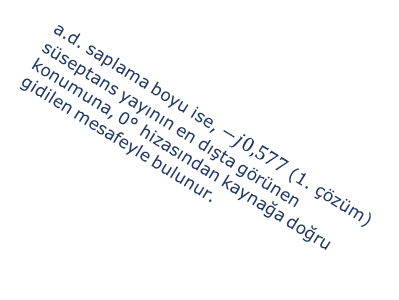 a.d. saplama boyu ise, −j0,577 (1. çözüm)
süseptans yayının en dışta görünen
konumuna, 0° hizasından kaynağa doğru
gidilen mesafeyle bulunur.